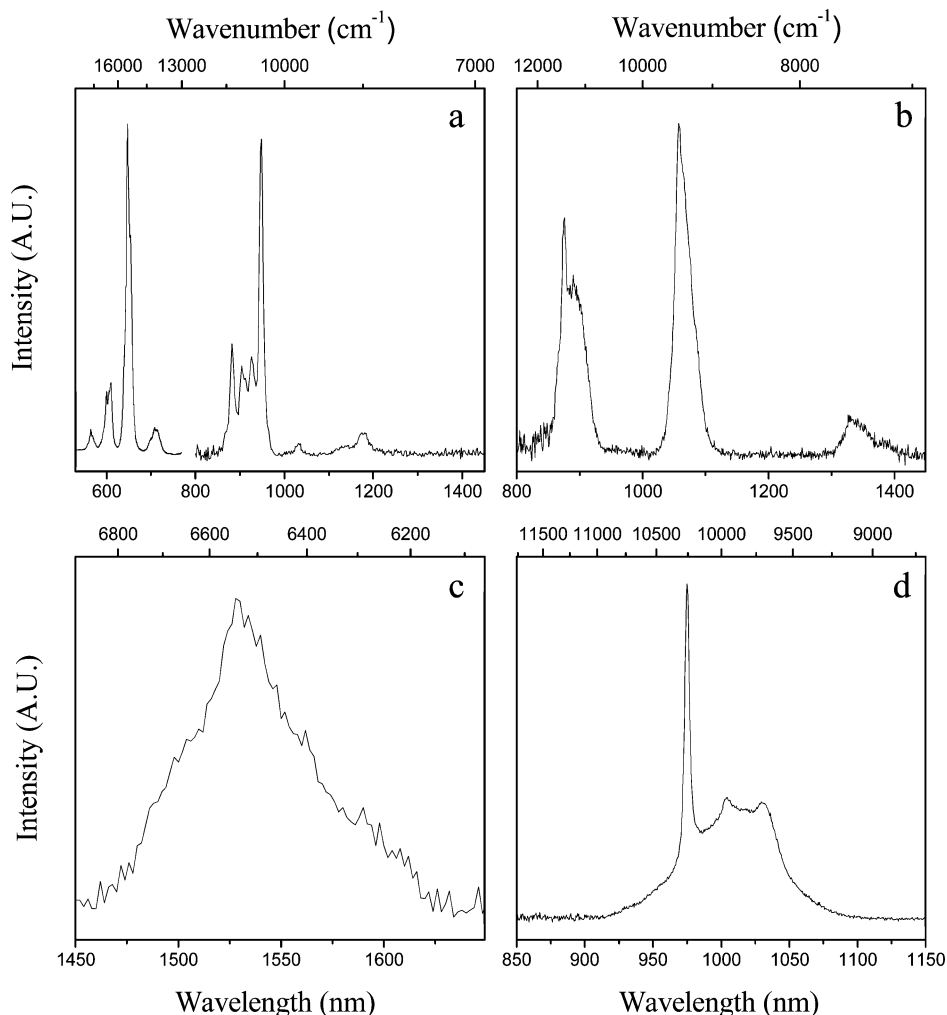 Wavenumber (cm-1)
Wavenumber (cm-1)
16000 13000 10000 7000
12000 10000 8000
a
b
Intensity (A.U.)
600 800 1000 1200 1400
800 1000 1200 1400
6800 6600 6400 6200
11500 11000 10500 10000 9500 9000
c
d
Intensity (A.U.)
1450 1500 1550 1600
850 900 950 1000 1050 1100 1150
Wavelength (nm)
Wavelength (nm)